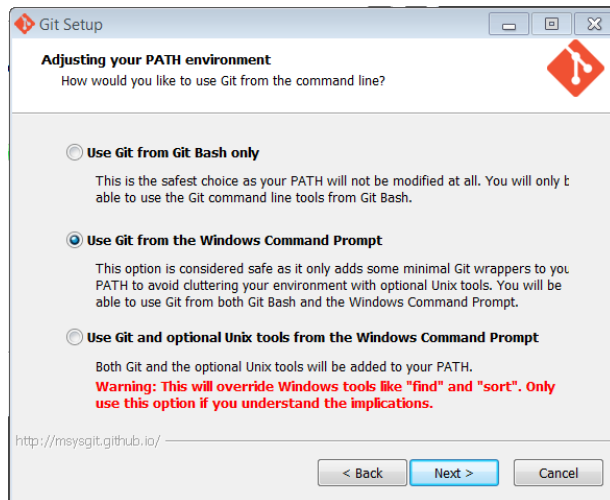 Git Setup
Adjusting your PATH environment
How would you like to use Git from the command line?
Use Git from Git Bash only
This is the safest choice as your PATH will not be modified at all. You will only b
able to use the Git command line tools from Git Bash.
Use Git from the Windows Command Prompt
This option is considered safe as it only adds some minimal Git wrappers to you
PATH to avoid cluttering your environment with optional Unix tools. You will be
able to use Git from both Git Bash and the Windows Command Prompt.
Use Git and optional Unix tools from the Windows Command Prompt
Both Git and the optional Unix tools will be added to your PATH.
Warning: This will override Windows tools like "find" and "sort". Only
use this option if you understand the implications.
http://msysgit.github.io/
< Back Next > Cancel